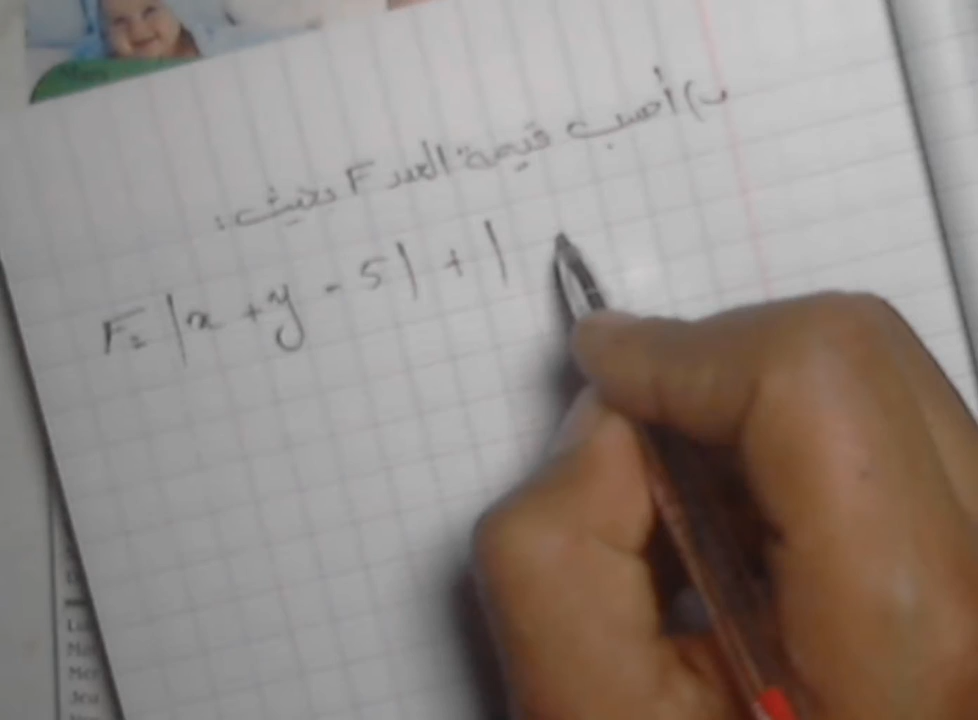 ب) أحسب قيمة العدد F بحيث:
F= |x + y - 5| + |